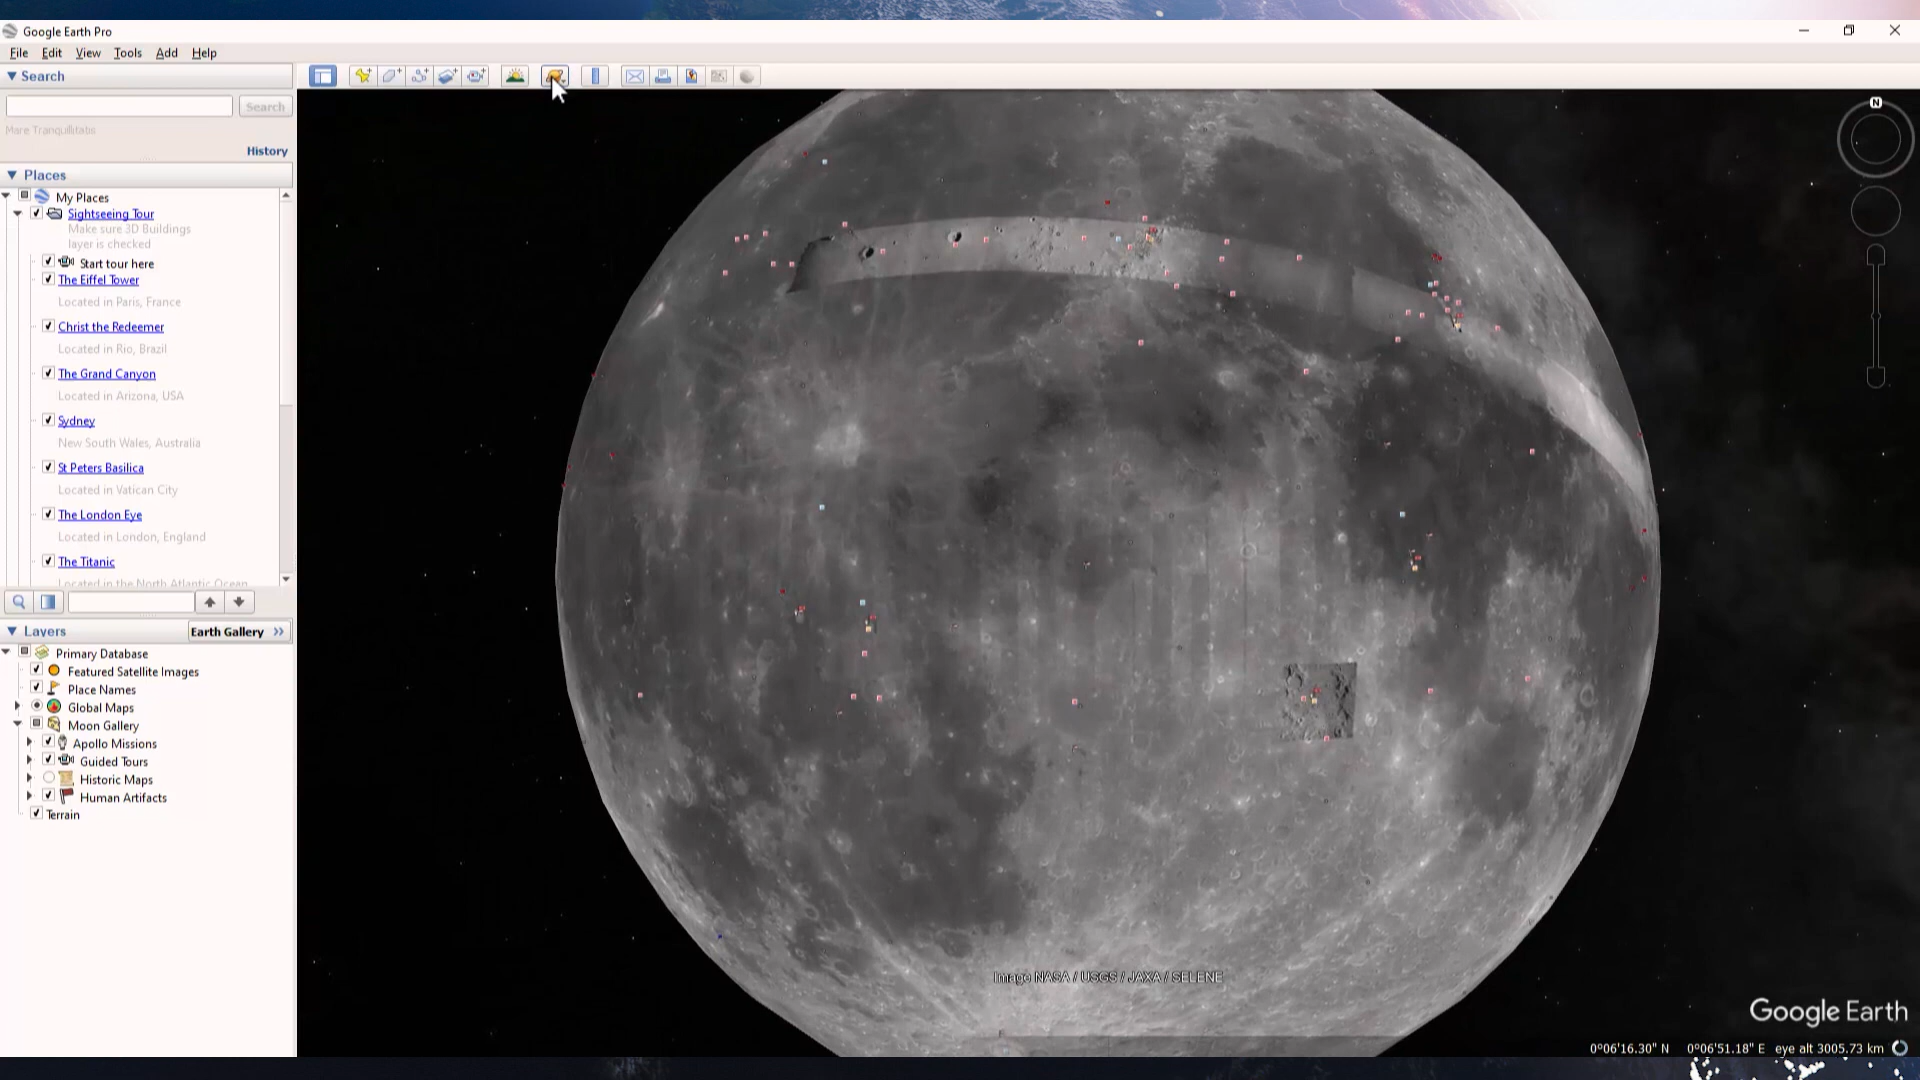 Google Earth Pro
File Edit View Tools Add Help
Search
Search
Mare Tranquillitatis
History
Places
My Places
Sightseeing Tour
Make sure 3D Buildings
layer is checked
Start tour here
The Eiffel Tower
Located in Paris, France
Christ the Redeemer
Located in Rio, Brazil
The Grand Canyon
Located in Arizona, USA
Sydney
New South Wales, Australia
St Peters Basilica
Located in Vatican City
The London Eye
Located in London, England
The Titanic
Located in the North Atlantic Ocean
Layers
Earth Gallery >>
Primary Database
Featured Satellite Images
Place Names
Global Maps
Moon Gallery
Apollo Missions
Guided Tours
Historic Maps
Human Artifacts
Terrain
N
Image NASA / USGS / JAXA / SELENE
Google Earth
0°06'16.30" N 0°06'51.18" E eye alt 3005.73 km